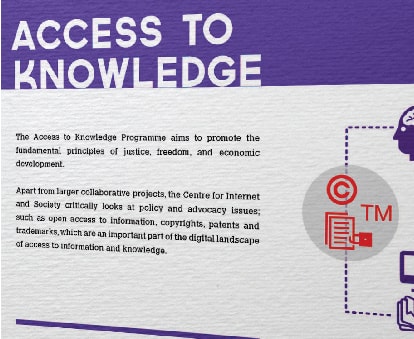 ACCESS TO
KNOWLEDGE
The Access to Knowledge Programme aims to promote the
fundamental principles of justice, freedom, and economic
development.
Apart from larger collaborative projects, the Centre for Internet
and Society critically looks at policy and advocacy issues;
such as open access to information, copyrights, patents and
trademarks, which are an important part of the digital landscape
of access to information and knowledge.
©
TM